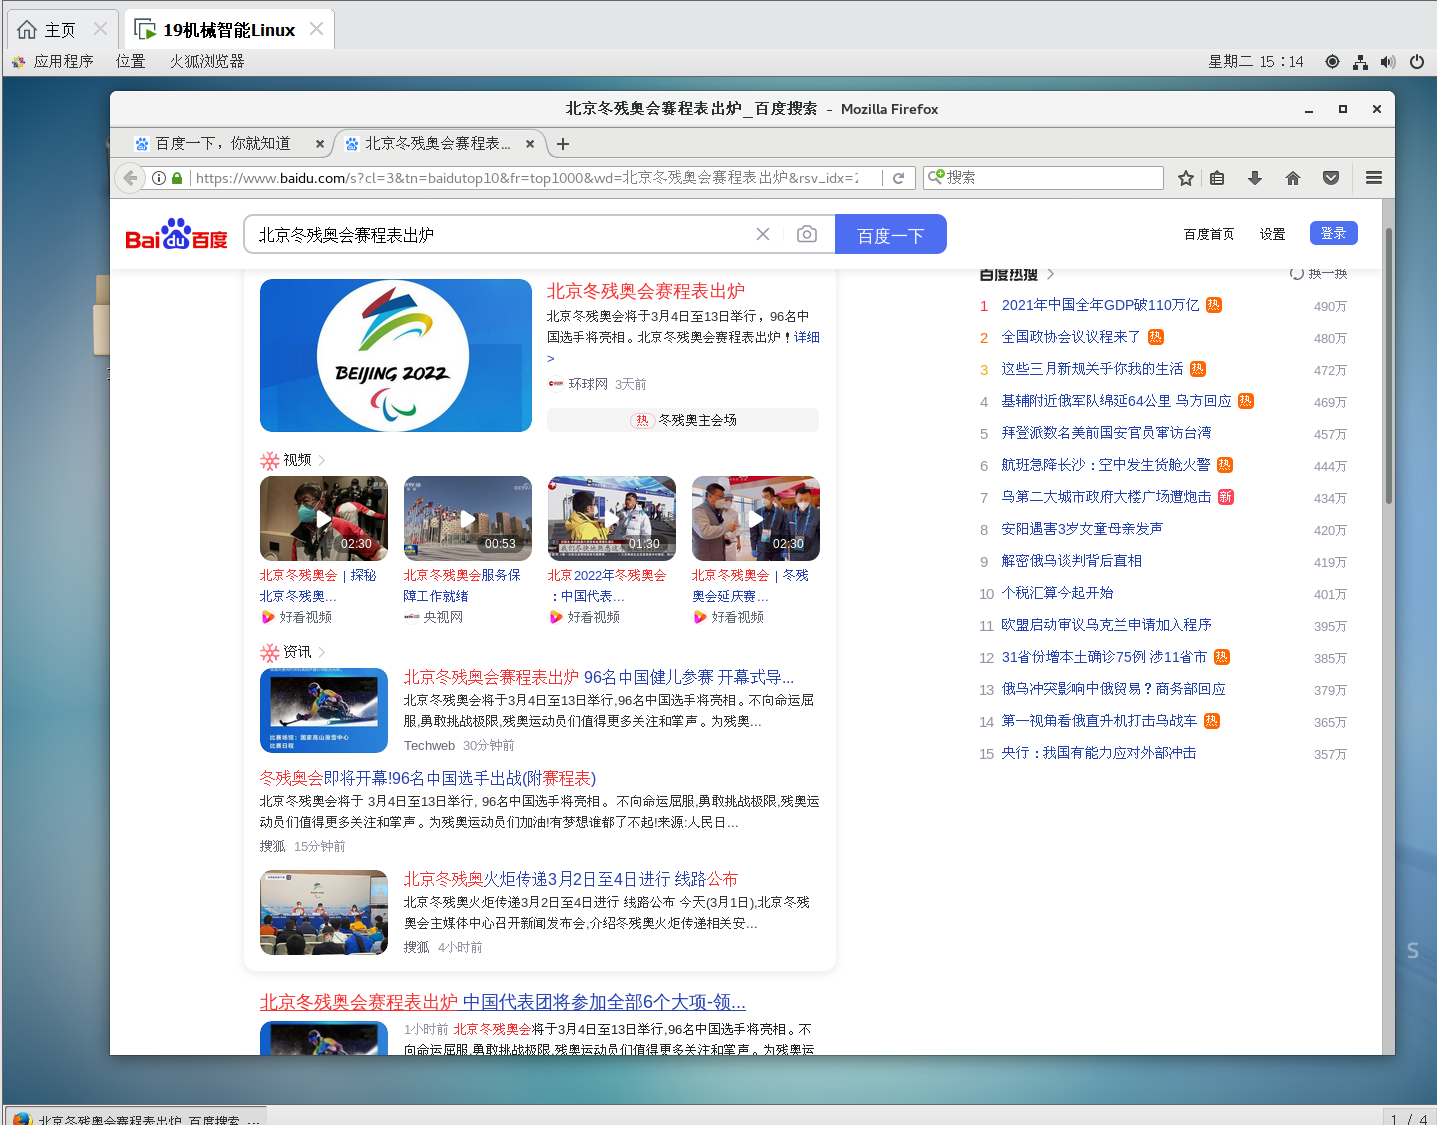 主页
19机械智能Linux
应用程序 位置 火狐浏览器
星期二 15：14
北京冬残奥会赛程表出炉_百度搜索 - Mozilla Firefox
百度一下，你就知道
北京冬残奥会赛程表...
https://www.baidu.com/s?cl=3&tn=baidutop10&fr=top1000&wd=北京冬残奥会赛程表出炉&rsv_idx=2
搜索
Bai du 百度
北京冬残奥会赛程表出炉
百度一下
百度首页 设置 登录
BEIJING 2022
北京冬残奥会赛程表出炉
北京冬残奥会将于3月4日至13日举行，96名中
国选手将亮相。北京冬残奥会赛程表出炉！详细
>
环球网 3天前
热 冬残奥主会场
视频
02:30
00:53
01:30
02:30
北京冬残奥会 | 探秘
北京冬残奥...
好看视频
北京冬残奥会服务保
障工作就绪
央视网
北京2022年冬残奥会
：中国代表...
好看视频
北京冬残奥会 | 冬残
奥会延庆赛...
好看视频
资讯
比赛场馆：国家高山滑雪中心
比赛日程
北京冬残奥会赛程表出炉 96名中国健儿参赛 开幕式导...
北京冬残奥会将于3月4日至13日举行,96名中国选手将亮相。不向命运屈
服,勇敢挑战极限,残奥运动员们值得更多关注和掌声。为残奥...
Techweb 30分钟前
冬残奥会即将开幕!96名中国选手出战(附赛程表)
北京冬残奥会将于 3月4日至13日举行, 96名中国选手将亮相。 不向命运屈服,勇敢挑战极限,残奥运
动员们值得更多关注和掌声。为残奥运动员们加油!有梦想谁都了不起!来源:人民日...
搜狐 15分钟前
北京冬残奥火炬传递3月2日至4日进行 线路公布
北京冬残奥火炬传递3月2日至4日进行 线路公布 今天(3月1日),北京冬残
奥会主媒体中心召开新闻发布会,介绍冬残奥火炬传递相关安...
搜狐 4小时前
北京冬残奥会赛程表出炉 中国代表团将参加全部6个大项-领...
1小时前 北京冬残奥会将于3月4日至13日举行,96名中国选手将亮相。不
向命运屈服,勇敢挑战极限,残奥运动员们值得更多关注和掌声。为残奥运
百度热搜 换一换
1 2021年中国全年GDP破110万亿 热 490万
2 全国政协会议议程来了 热 480万
3 这些三月新规关乎你我的生活 热 472万
4 基辅附近俄军队绵延64公里 乌方回应 热 469万
5 拜登派数名美前国安官员窜访台湾 457万
6 航班急降长沙：空中发生货舱火警 热 444万
7 乌第二大城市政府大楼广场遭炮击 新 434万
8 安阳遇害3岁女童母亲发声 420万
9 解密俄乌谈判背后直相 419万
10 个税汇算今起开始 401万
11 欧盟启动审议乌克兰申请加入程序 395万
12 31省份增本土确诊75例 涉11省市 热 385万
13 俄乌冲突影响中俄贸易？商务部回应 379万
14 第一视角看俄直升机打击乌战车 热 365万
15 央行：我国有能力应对外部冲击 357万
S
北京冬残奥会赛程表出炉_百度搜索 ...
1 / 4